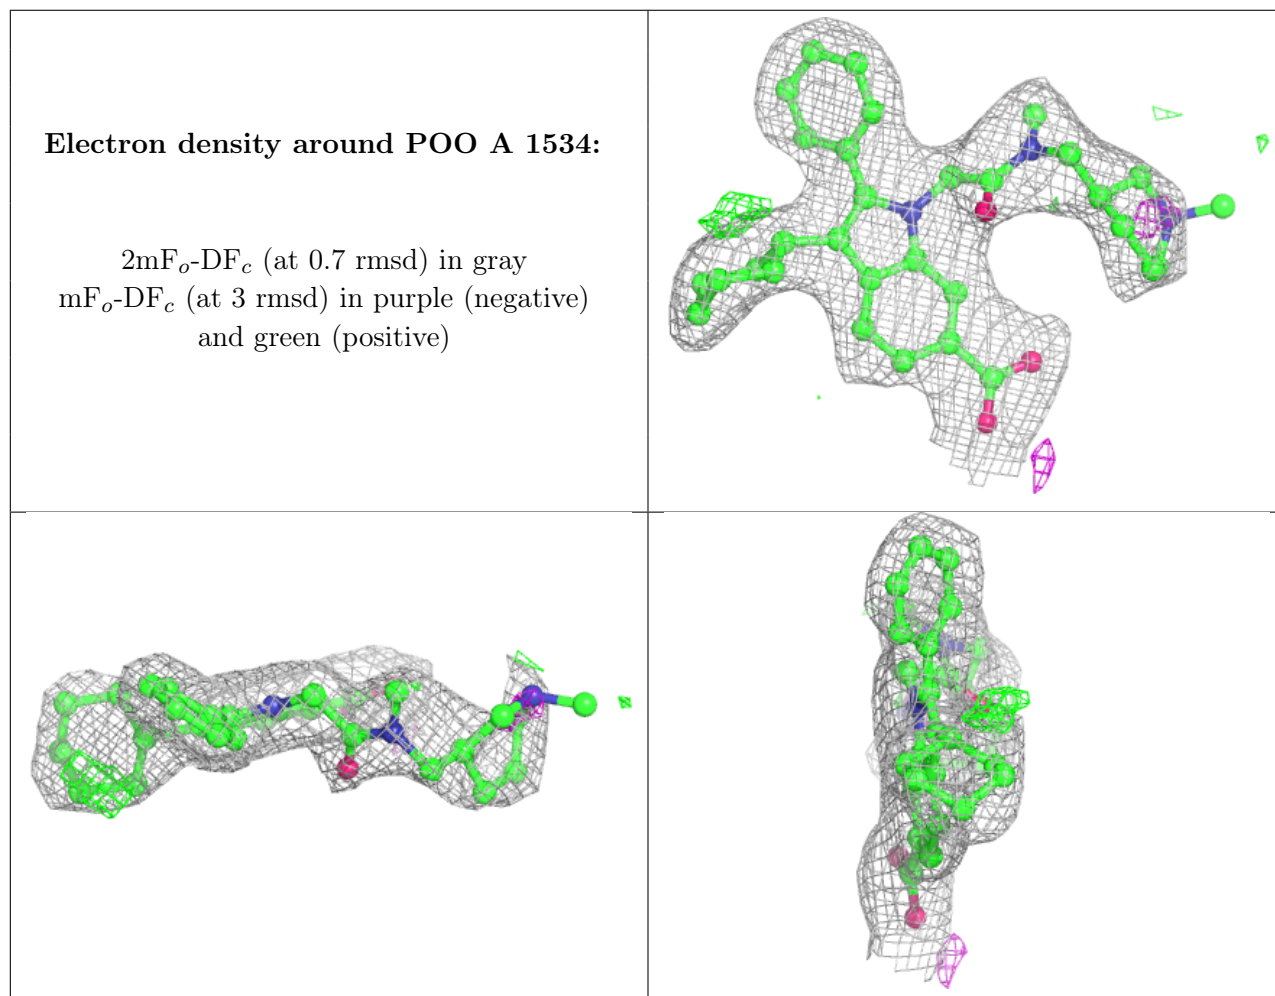 Electron density around POO A 1534:
2mFo-DFc (at 0.7 rmsd) in gray
mFo-DFc (at 3 rmsd) in purple (negative)
and green (positive)